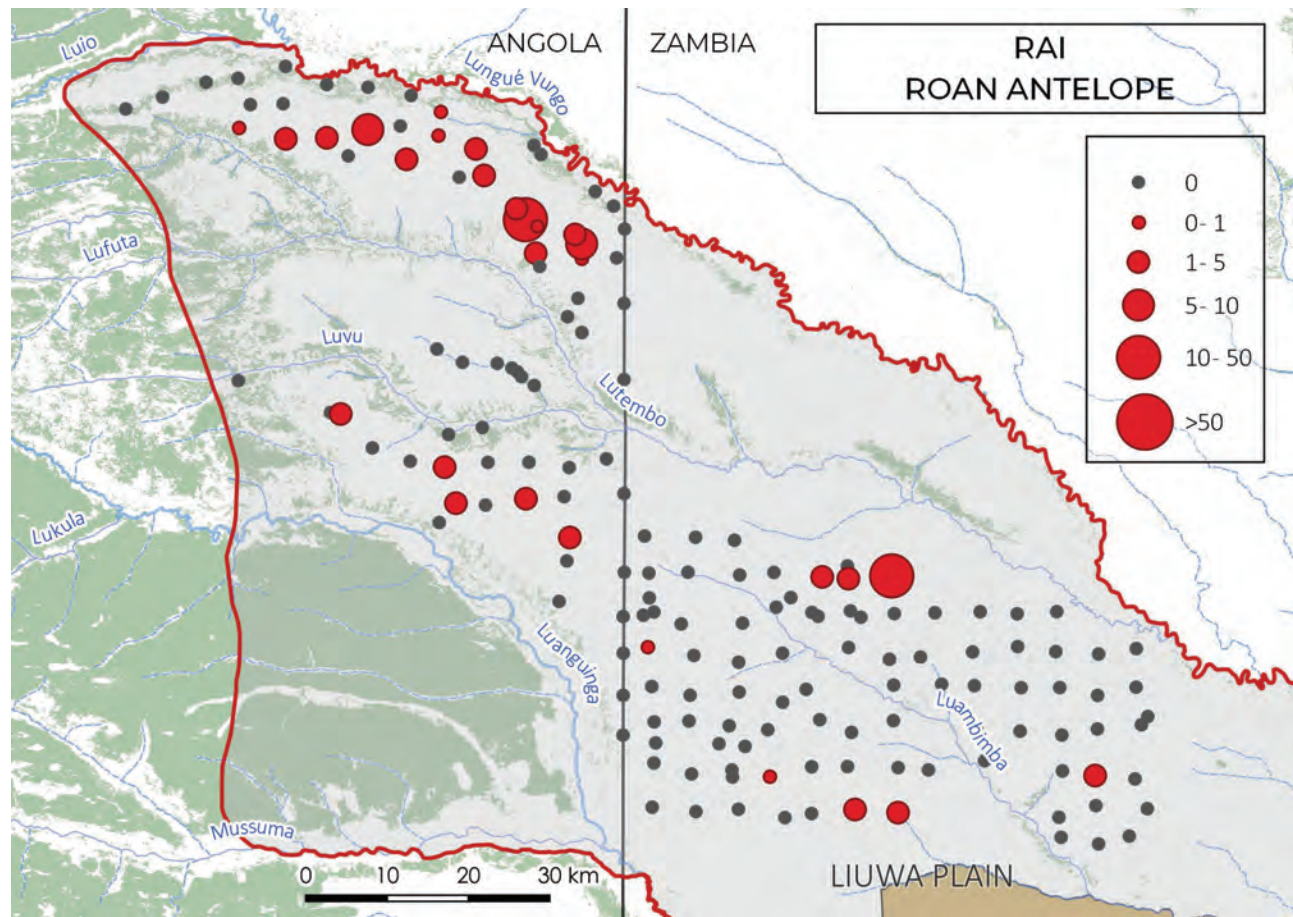 ANGOLA
ZAMBIA
RAI
ROAN ANTELOPE
Luio
Lungué Vungo
0
0- 1
1- 5
5- 10
10- 50
>50
Lufuta
Luvu
Lutembo
Lukula
Luanguinga
Luambimba
Mussuma
LIUWA PLAIN
0 10 20 30 km